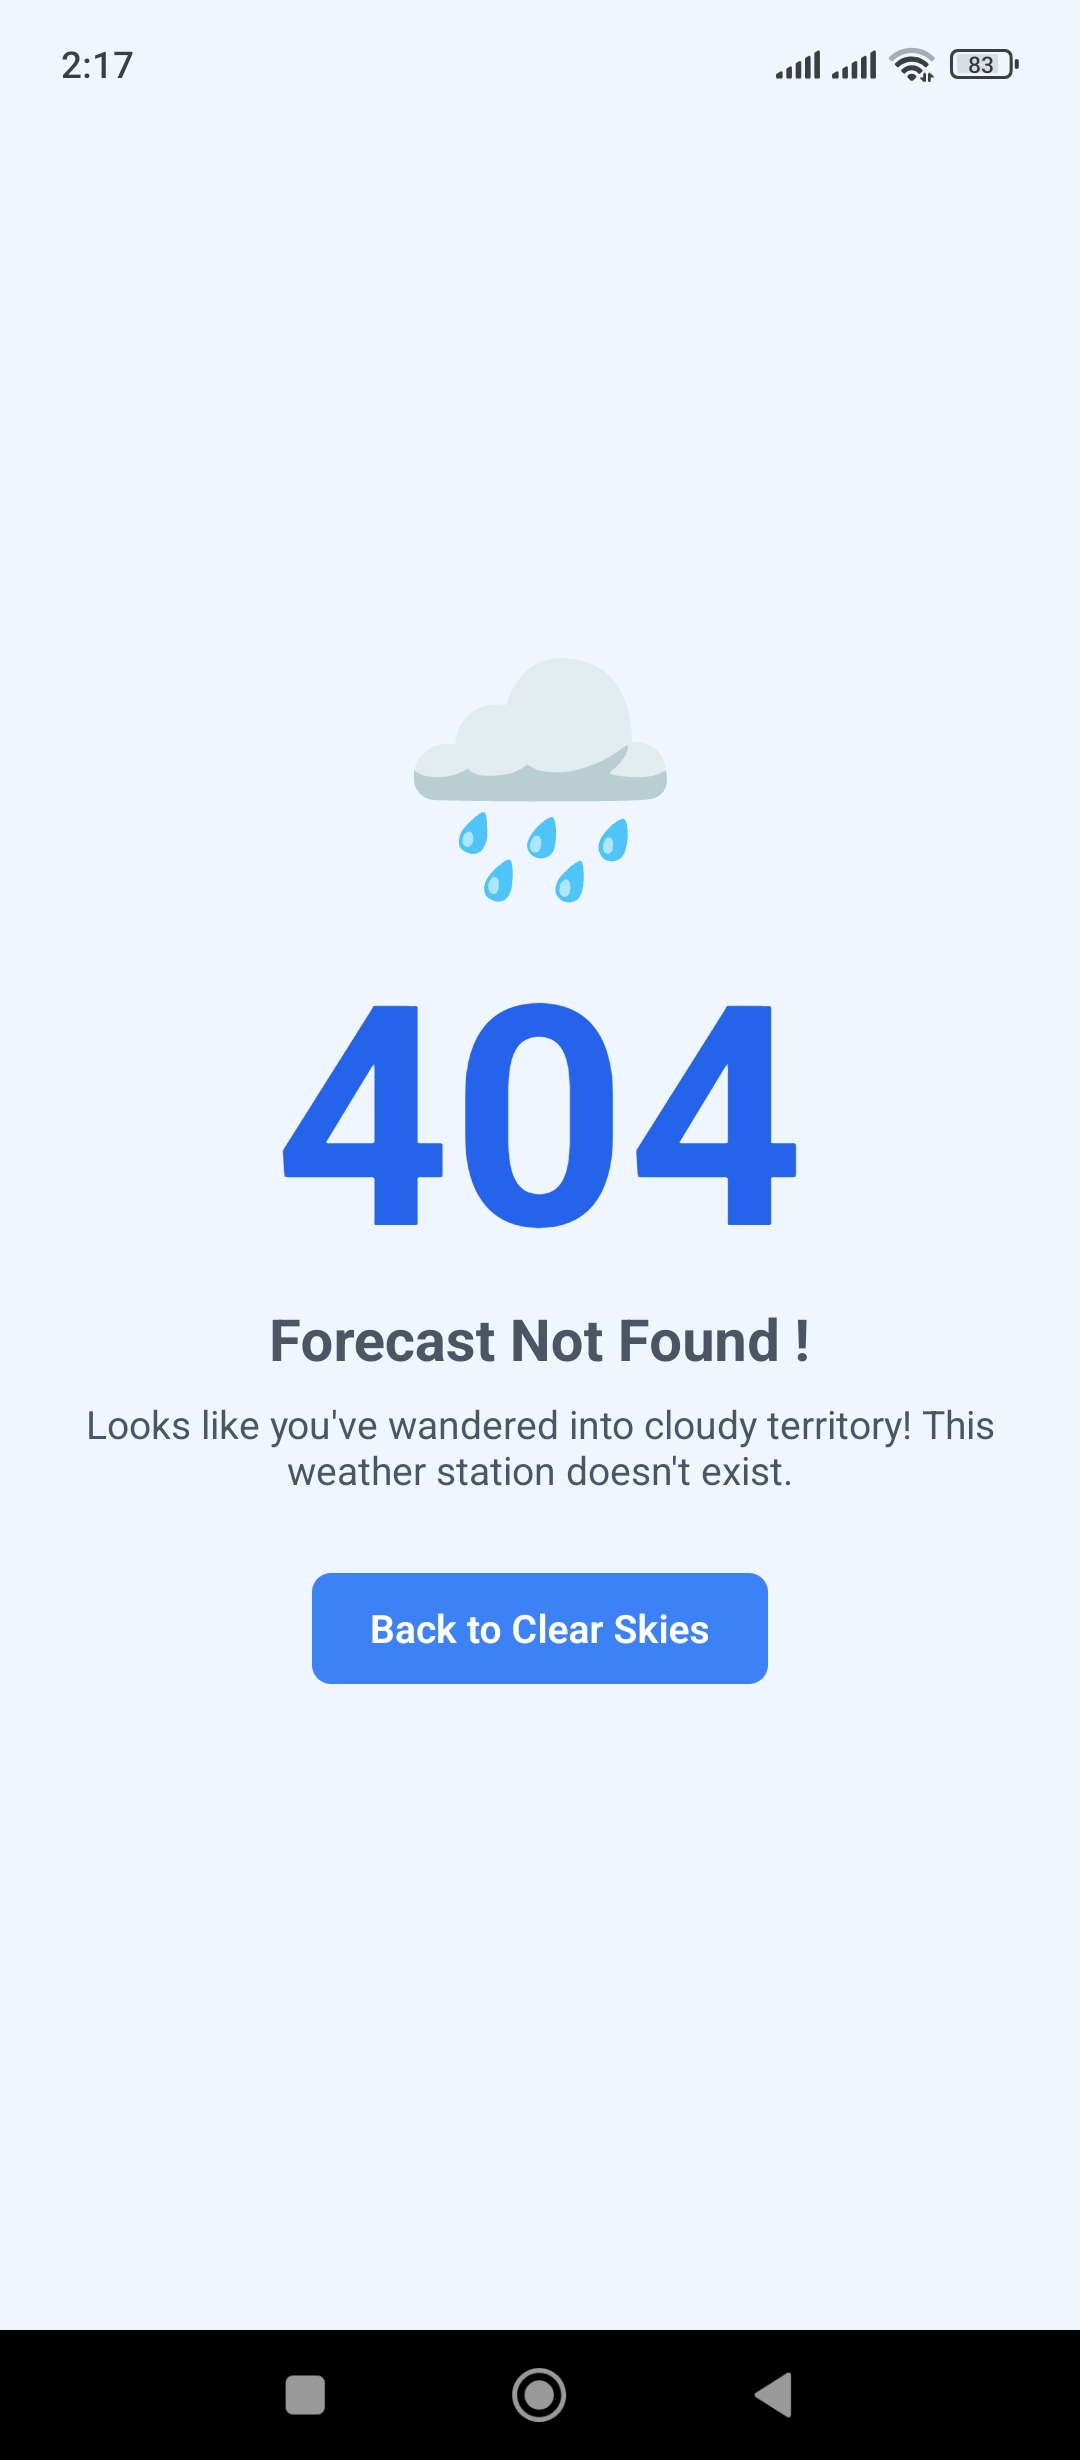 2:17
83
404
Forecast Not Found !
Looks like you've wandered into cloudy territory! This
weather station doesn't exist.
Back to Clear Skies